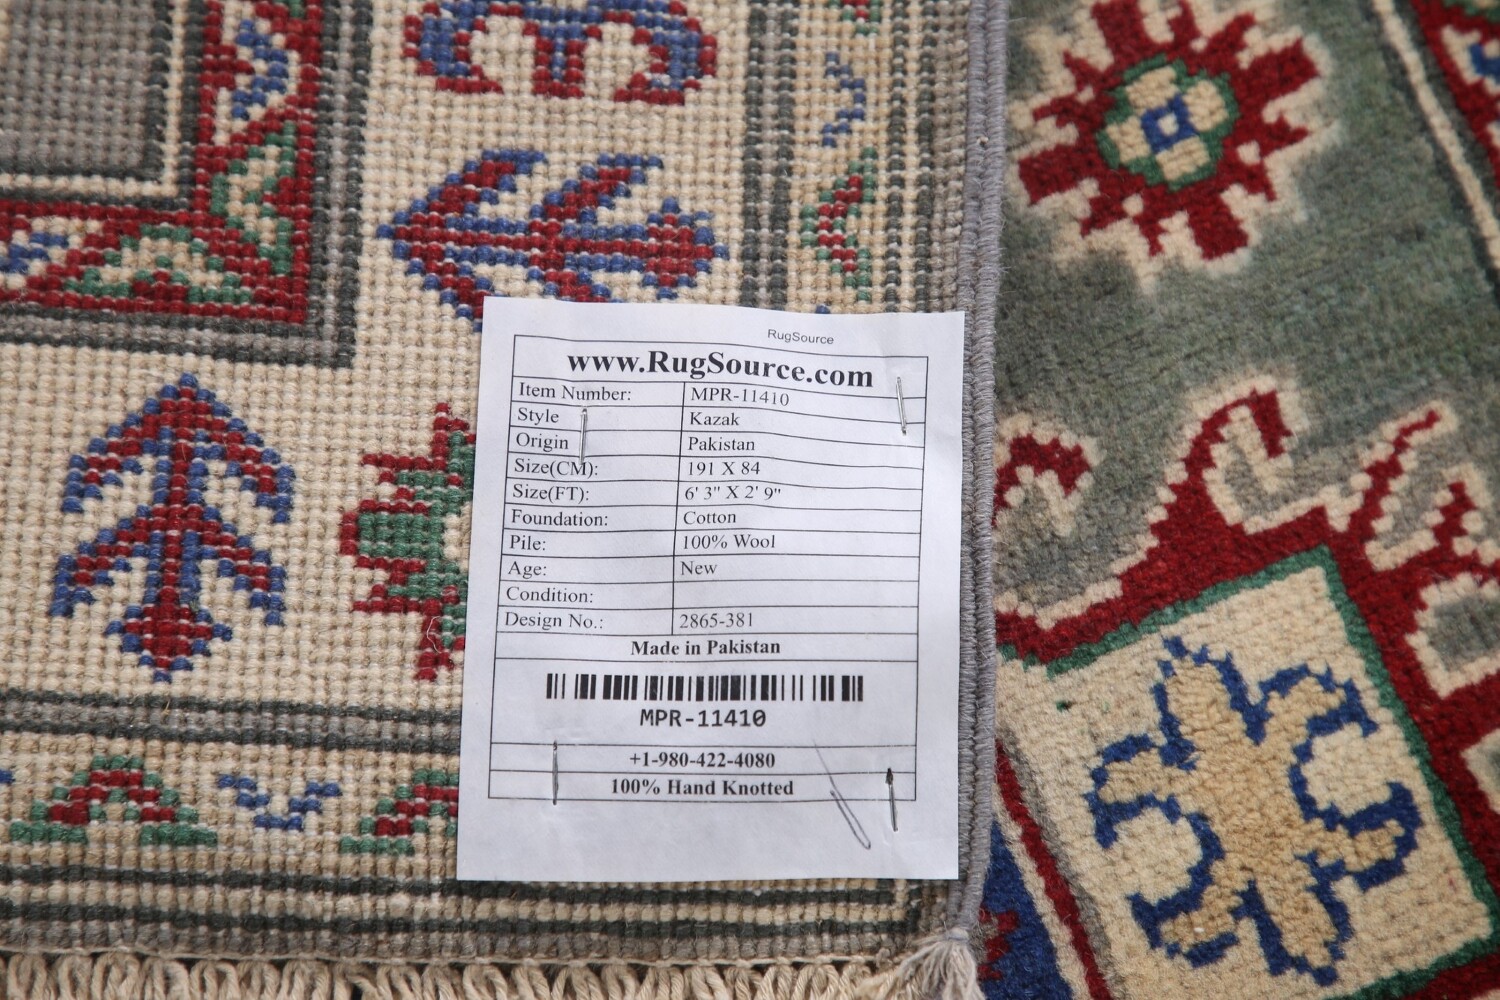 RugSource
www.RugSource.com
Item Number: MPR-11410
Style Kazak
Origin Pakistan
Size(CM): 191 X 84
Size(FT): 6' 3" X 2' 9"
Foundation: Cotton
Pile: 100% Wool
Age: New
Condition:
Design No.: 2865-381
Made in Pakistan
MPR-11410
+1-980-422-4080
100% Hand Knotted